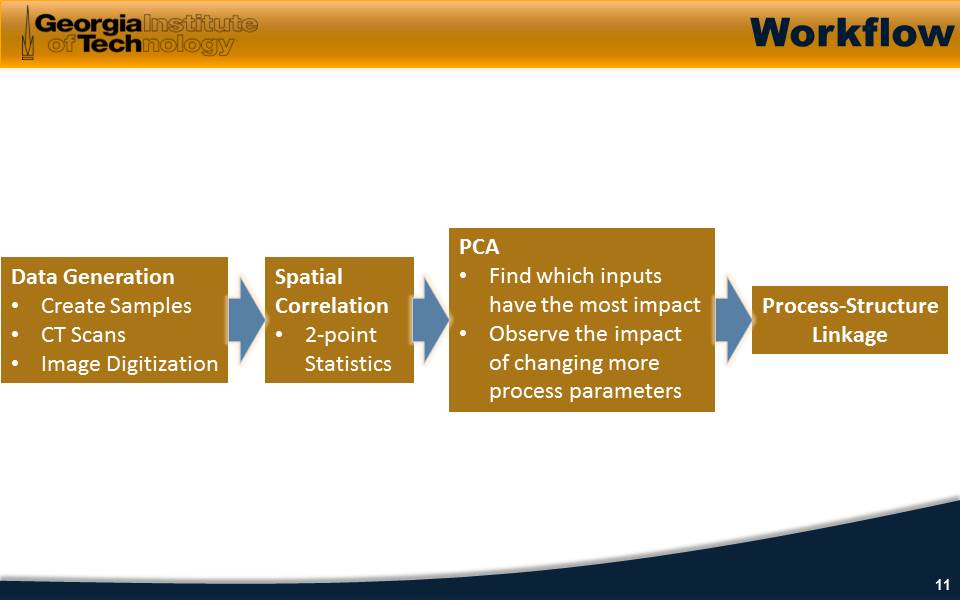 Georgia Institute
of Technology
Workflow
Data Generation
• Create Samples
• CT Scans
• Image Digitization
Spatial
Correlation
• 2-point
Statistics
PCA
• Find which inputs
have the most impact
• Observe the impact
of changing more
process parameters
Process-Structure
Linkage
11